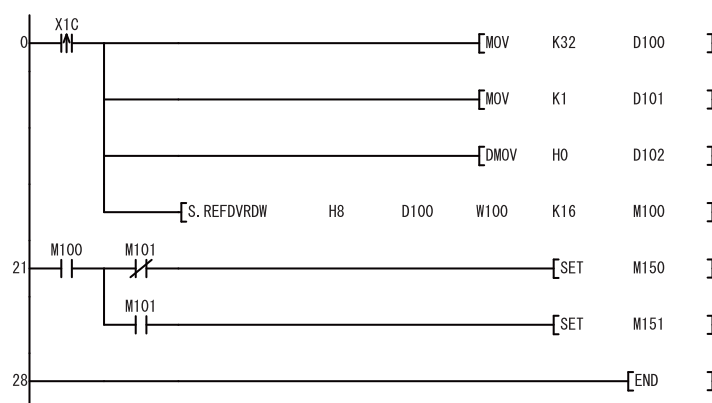 X1C
0 [MOV K32 D100 ]
[MOV K1 D101 ]
[DMOV H0 D102 ]
[S.REFDVRDW H8 D100 W100 K16 M100 ]
M100 M101
21 [SET M150 ]
M101
[SET M151 ]
28 [END ]